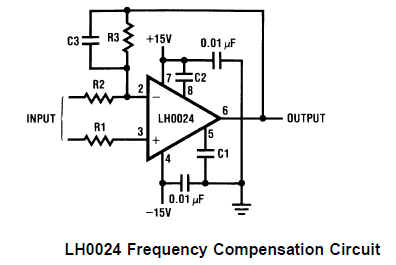 C3
R3
+15V
0.01 μF
7
C2
8
R2
2
−
LH0024
6
INPUT
OUTPUT
R1
3
+
5
C1
4
0.01 μF
−15V
LH0024 Frequency Compensation Circuit